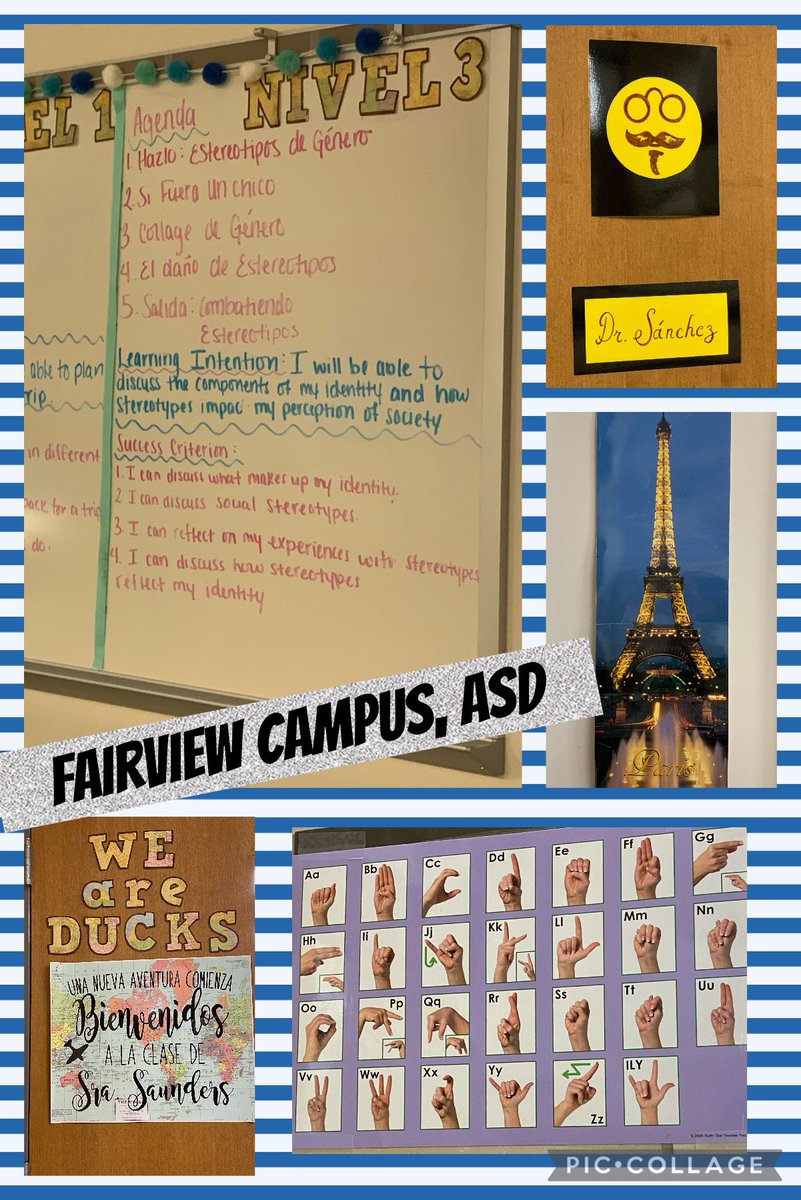 EL 1
NIVEL 3
Agenda
1. Hazlo: Estereotipos de Género
2. Si Fuera un chico
3. Collage de Género
4. El daño de Estereotipos
5. Salida: Combatiendo
Estereotipos
Learning Intention: I will be able to
discuss the components of my identity and how
stereotypes impac my perception of society
Success Criterion:
1. I can discuss what makes up my identity.
2 I can discuss social stereotypes.
3. I can reflect on my experiences with stereotypes
4. I can discuss how stereotypes
reflect my identity
able to plan
rip
in different
for a trip
do.
Dr. Sánchez
Paris
FAIRVIEW CAMPUS, ASD
WE
are
DUCKS
UNA NUEVA AVENTURA COMIENZA
Bienvenidos
A LA CLASE DE
Sra. Saunders
Aa Bb Cc Dd Ee Ff Gg
Hh Ii Jj Kk Ll Mm Nn
Oo Pp Qq Rr Ss Tt Uu
Vv Ww Xx Yy Zz ILY
PIC•COLLAGE